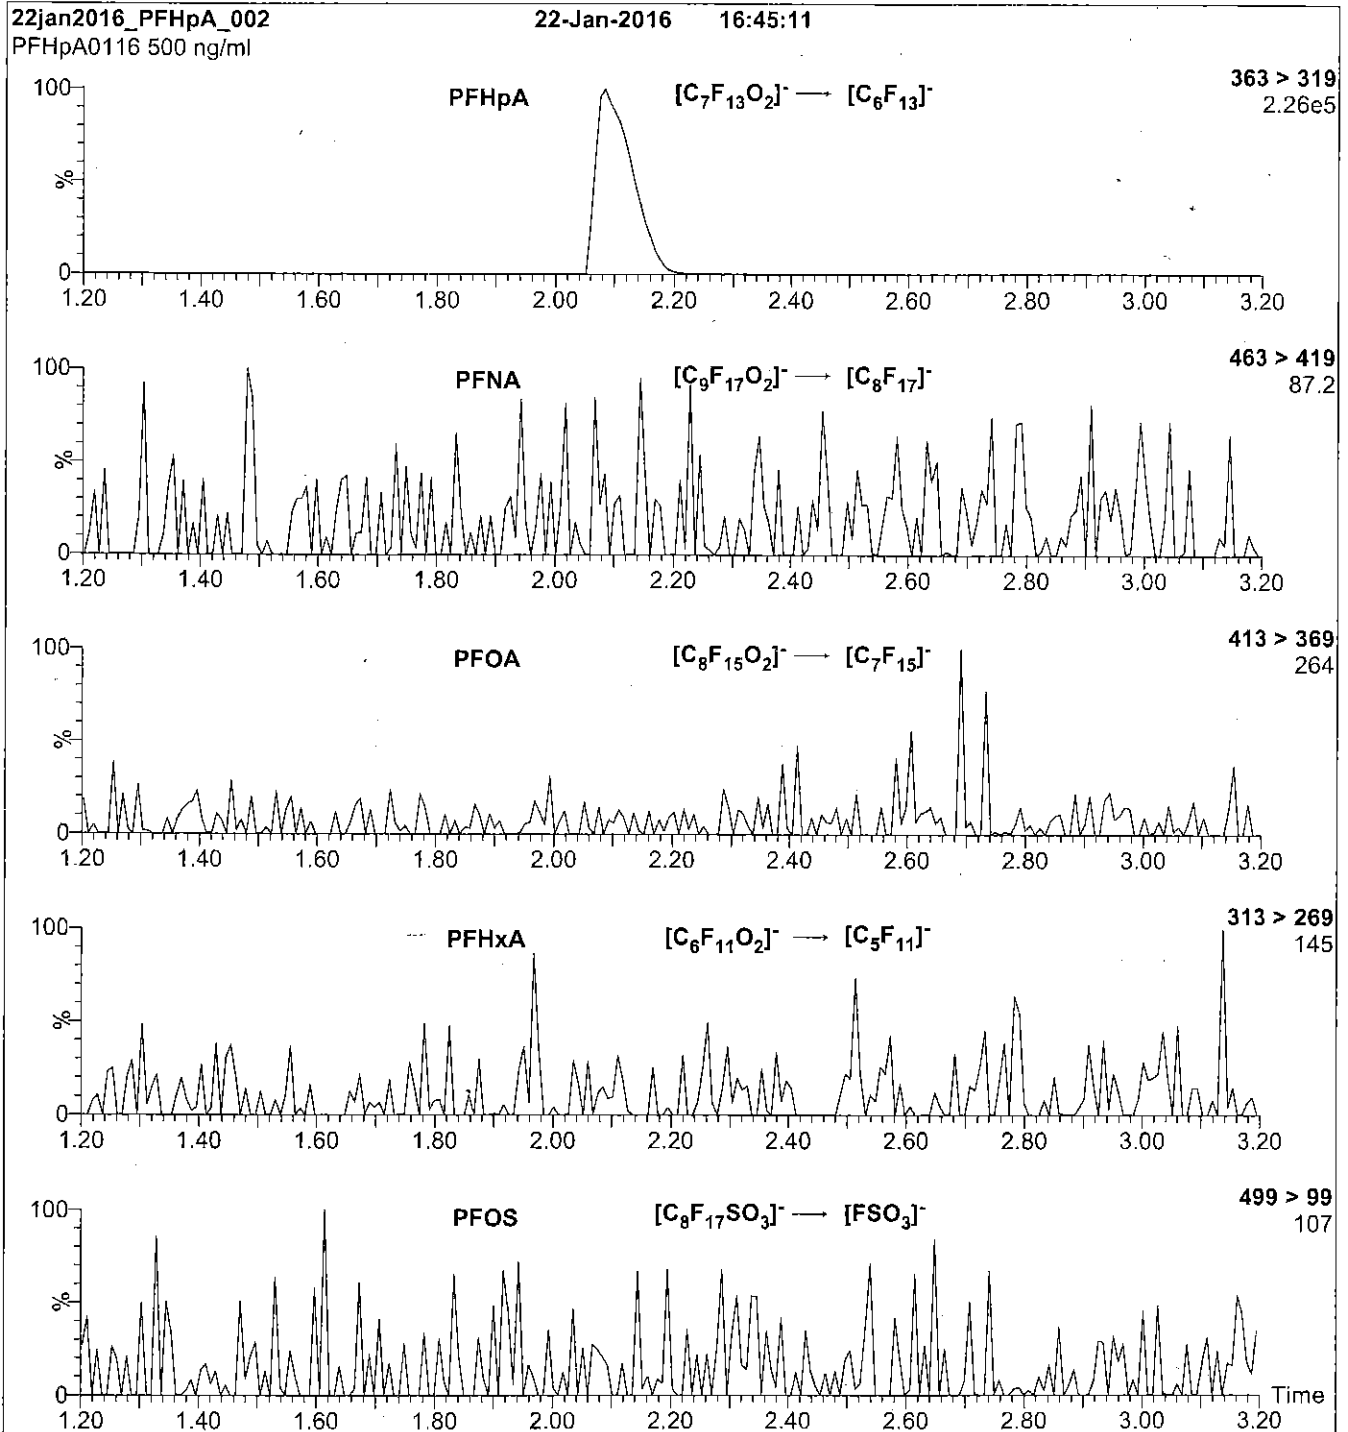 22jan2016_PFHpA_002 22-Jan-2016 16:45:11
PFHpA0116 500 ng/ml
363 > 319
2.26e5
PFHpA [C₇F₁₃O₂]⁻ → [C₆F₁₃]⁻
100
%
0
1.20 1.40 1.60 1.80 2.00 2.20 2.40 2.60 2.80 3.00 3.20
463 > 419
87.2
PFNA [C₉F₁₇O₂]⁻ → [C₈F₁₇]⁻
100
%
0
1.20 1.40 1.60 1.80 2.00 2.20 2.40 2.60 2.80 3.00 3.20
413 > 369
264
PFOA [C₈F₁₅O₂]⁻ → [C₇F₁₅]⁻
100
%
0
1.20 1.40 1.60 1.80 2.00 2.20 2.40 2.60 2.80 3.00 3.20
313 > 269
145
PFHxA [C₆F₁₁O₂]⁻ → [C₅F₁₁]⁻
100
%
0
1.20 1.40 1.60 1.80 2.00 2.20 2.40 2.60 2.80 3.00 3.20
499 > 99
107
PFOS [C₈F₁₇SO₃]⁻ → [FSO₃]⁻
100
%
0
Time
1.20 1.40 1.60 1.80 2.00 2.20 2.40 2.60 2.80 3.00 3.20